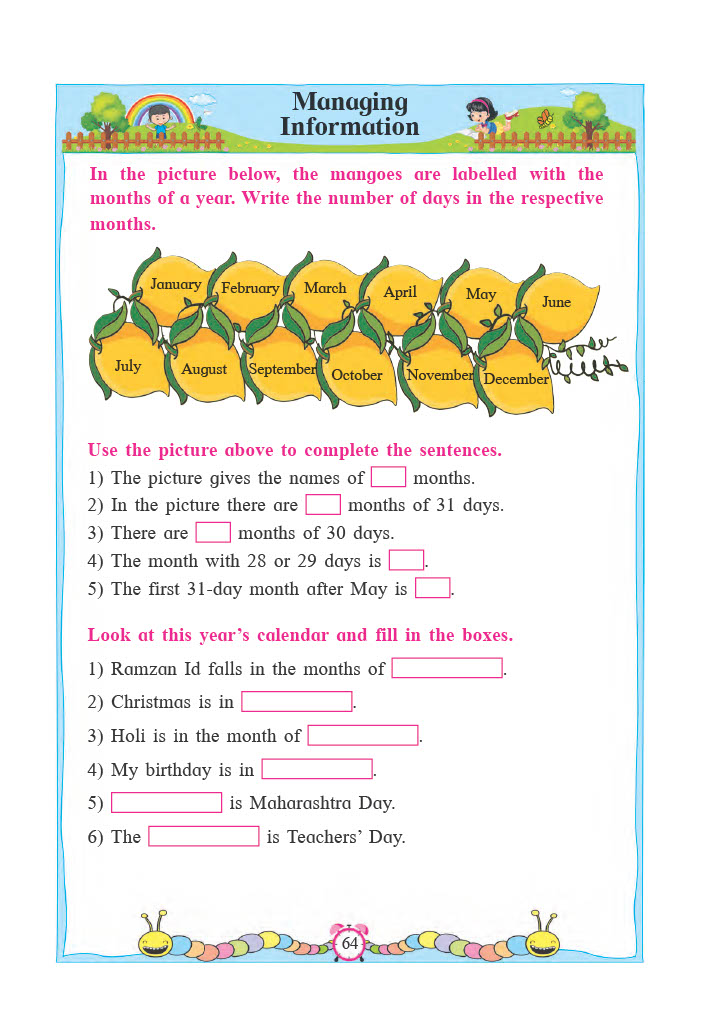 Managing
Information
In the picture below, the mangoes are labelled with the
months of a year. Write the number of days in the respective
months.
January
February
March
April
May
June
July
August
September
October
November
December
Use the picture above to complete the sentences.
1) The picture gives the names of months.
2) In the picture there are months of 31 days.
3) There are months of 30 days.
4) The month with 28 or 29 days is .
5) The first 31-day month after May is .
Look at this year’s calendar and fill in the boxes.
1) Ramzan Id falls in the months of .
2) Christmas is in .
3) Holi is in the month of .
4) My birthday is in .
5) is Maharashtra Day.
6) The is Teachers’ Day.
64